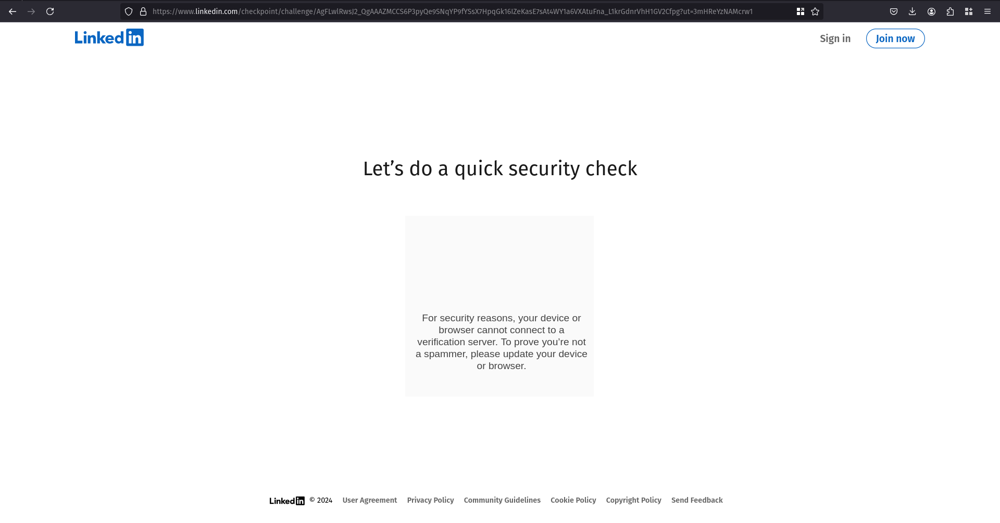 https://www.linkedin.com/checkpoint/challenge/AgFLwlRwsJ2_QgAAAZMCCS6P3pyQe9SNqYP9fYSsX7HpqGk16IZeKasE7sAt4WY1a6VXAtuFna_L1krGdnrVhH1GV2Cfpg?ut=3mHReYzNAMcrw1
Linkedin
Sign in
Join now
Let’s do a quick security check
For security reasons, your device or
browser cannot connect to a
verification server. To prove you’re not
a spammer, please update your device
or browser.
Linkedin © 2024 User Agreement Privacy Policy Community Guidelines Cookie Policy Copyright Policy Send Feedback